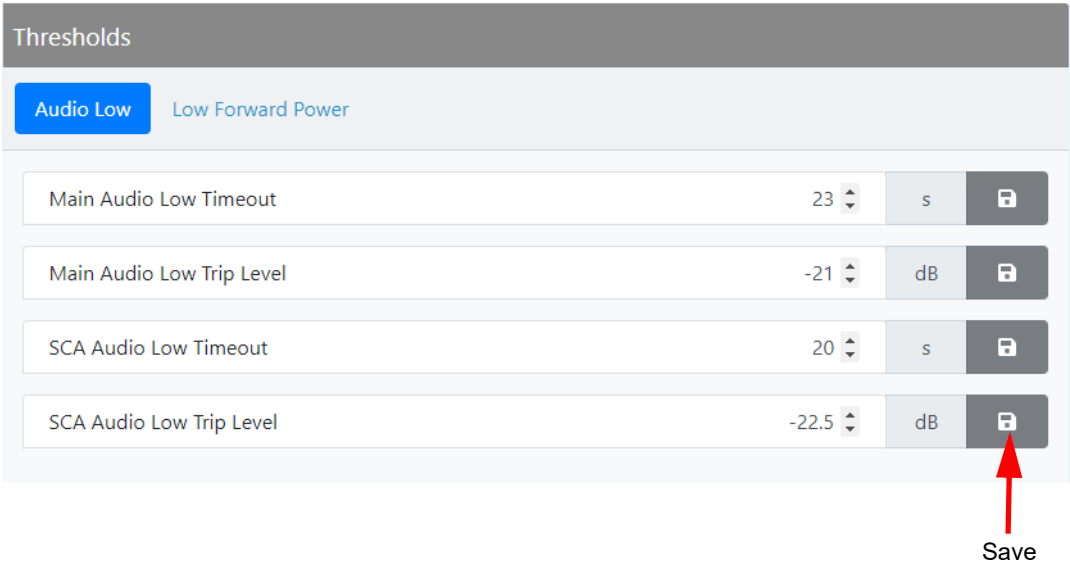 Thresholds
Audio Low Low Forward Power
Main Audio Low Timeout 23 s
Main Audio Low Trip Level -21 dB
SCA Audio Low Timeout 20 s
SCA Audio Low Trip Level -22.5 dB
Save